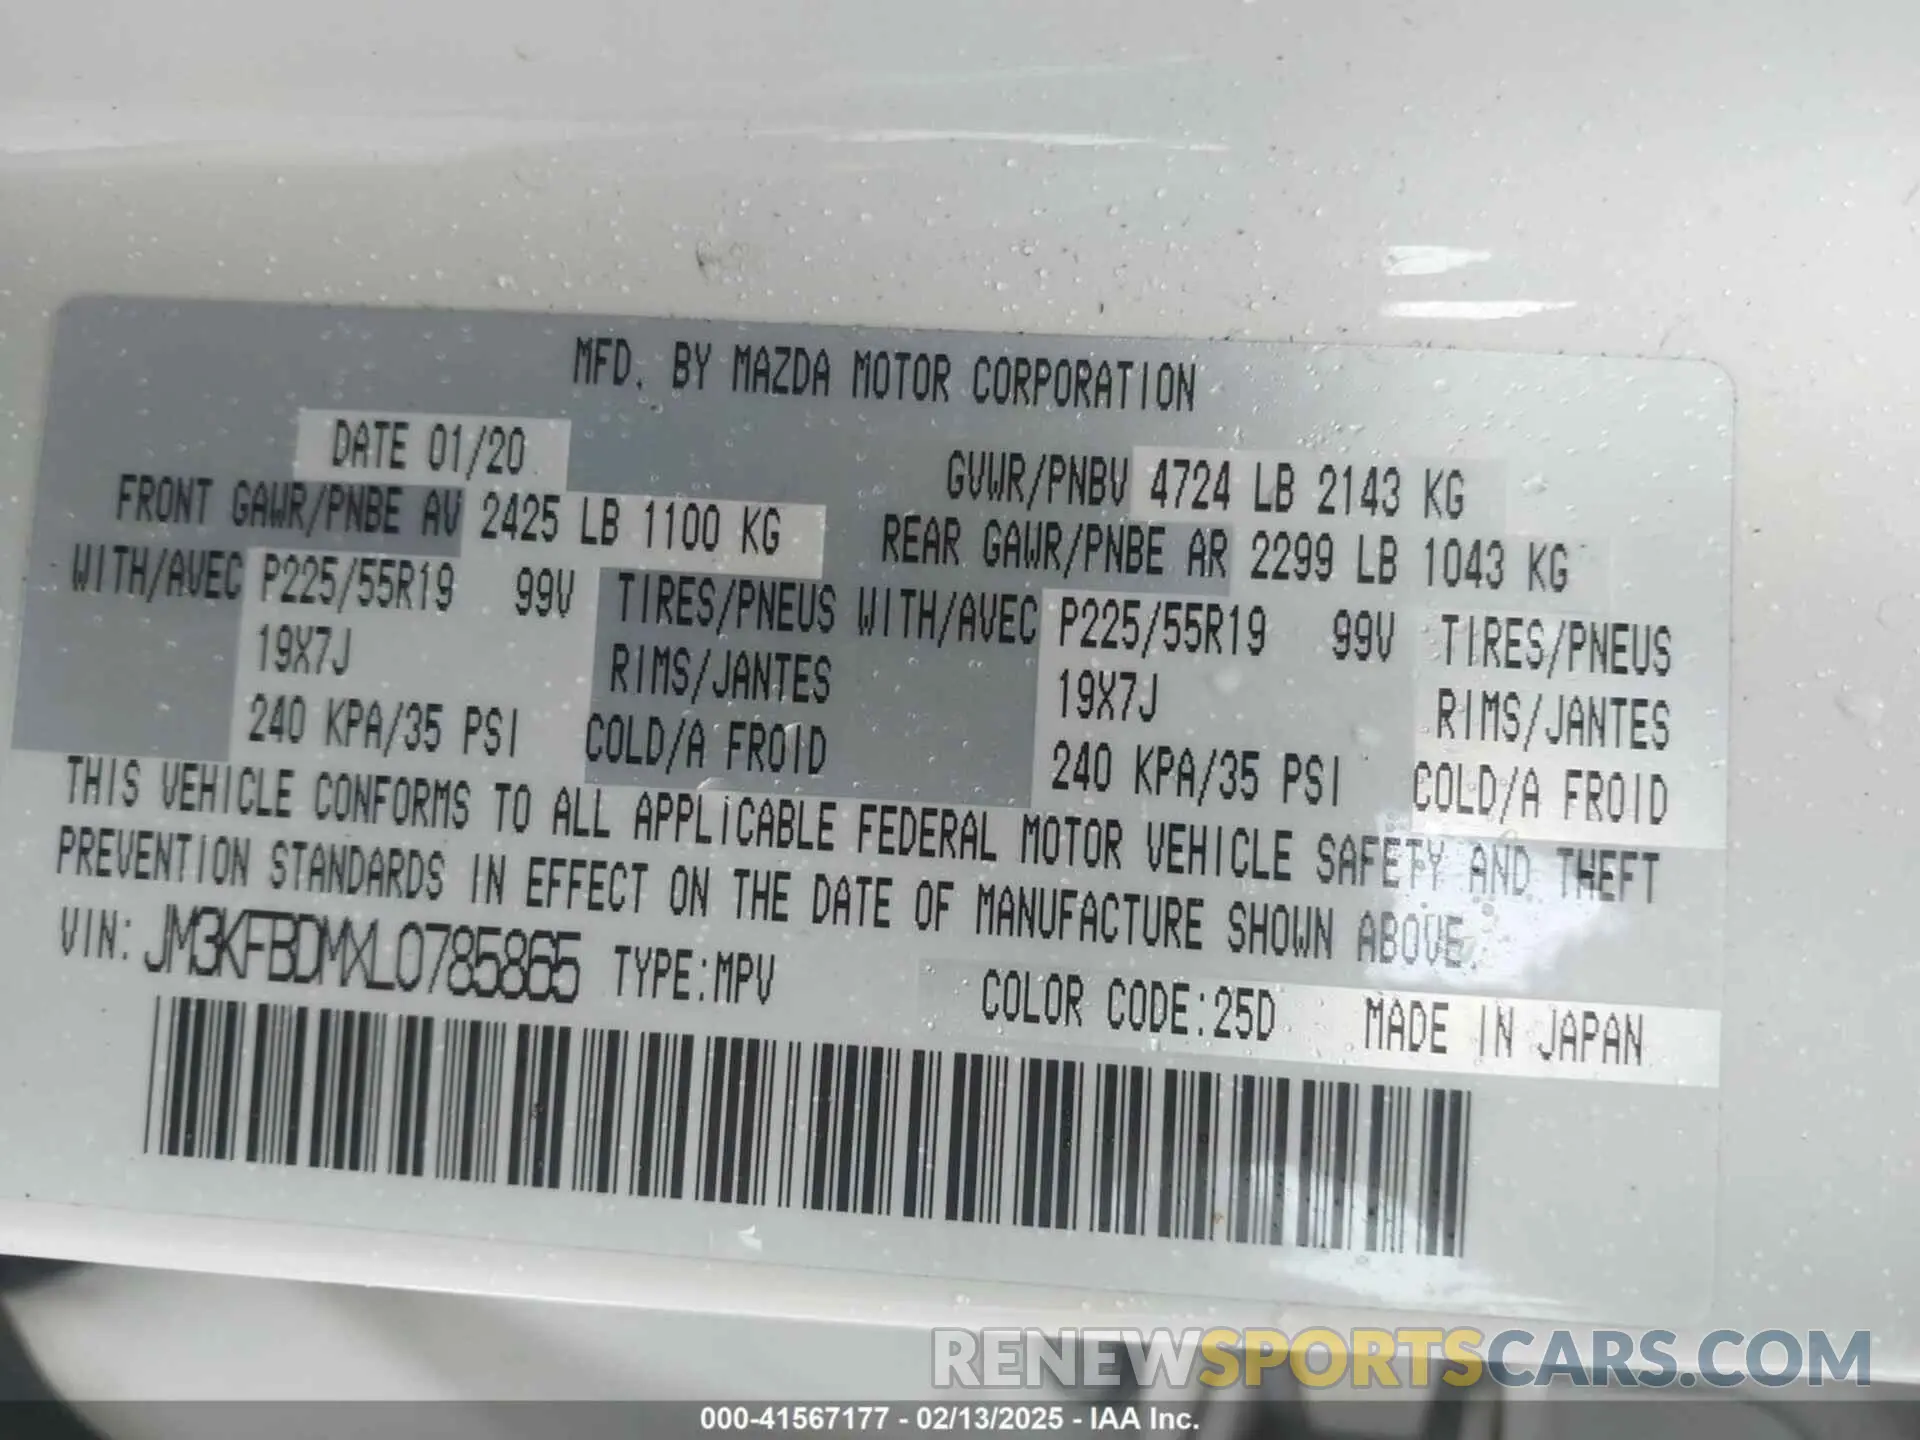 MFD. BY MAZDA MOTOR CORPORATION
DATE 01/20 GVWR/PNBV 4724 LB 2143 KG
FRONT GAWR/PNBE AV 2425 LB 1100 KG REAR GAWR/PNBE AR 2299 LB 1043 KG
WITH/AVEC P225/55R19 99V TIRES/PNEUS WITH/AVEC P225/55R19 99V TIRES/PNEUS
19X7J RIMS/JANTES 19X7J RIMS/JANTES
240 KPA/35 PSI COLD/A FROID 240 KPA/35 PSI COLD/A FROID
THIS VEHICLE CONFORMS TO ALL APPLICABLE FEDERAL MOTOR VEHICLE SAFETY AND THEFT
PREVENTION STANDARDS IN EFFECT ON THE DATE OF MANUFACTURE SHOWN ABOVE.
VIN: JM3KFBDMXL0785865 TYPE:MPV COLOR CODE:25D MADE IN JAPAN
RENEWSPORTSCARS.COM
000-41567177 - 02/13/2025 - IAA Inc.